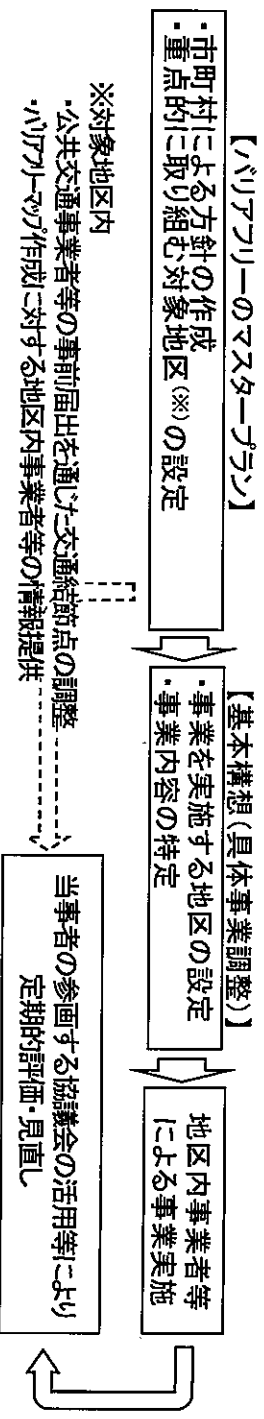 【バリアフリーのマスタープラン】
・市町村による方針の作成
・重点的に取り組む対象地区(※)の設定
※対象地区内
・公共交通事業者等の事前届出を通じた交通結節点の調整
・バリアフリーマップ作成に対する地区内事業者等の情報提供
【基本構想(具体事業調整)】
・事業を実施する地区の設定
・事業内容の特定
地区内事業者等
による事業実施
当事者の参画する協議会の活用等により
定期的評価・見直し